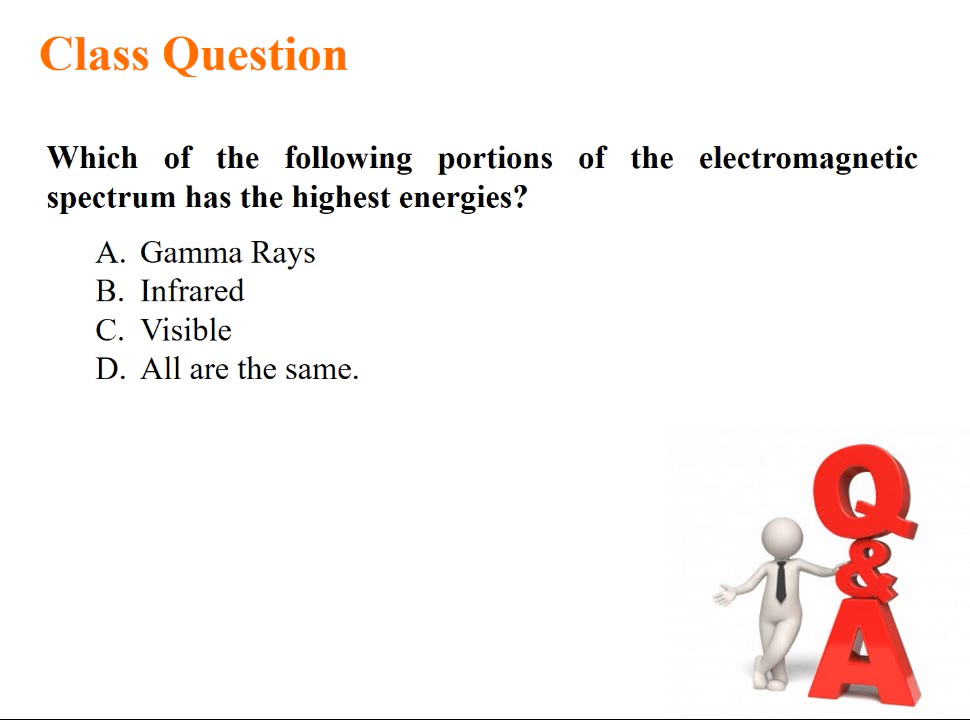 Class Question
Which of the following portions of the electromagnetic
spectrum has the highest energies?
A. Gamma Rays
B. Infrared
C. Visible
D. All are the same.
Q
&
A